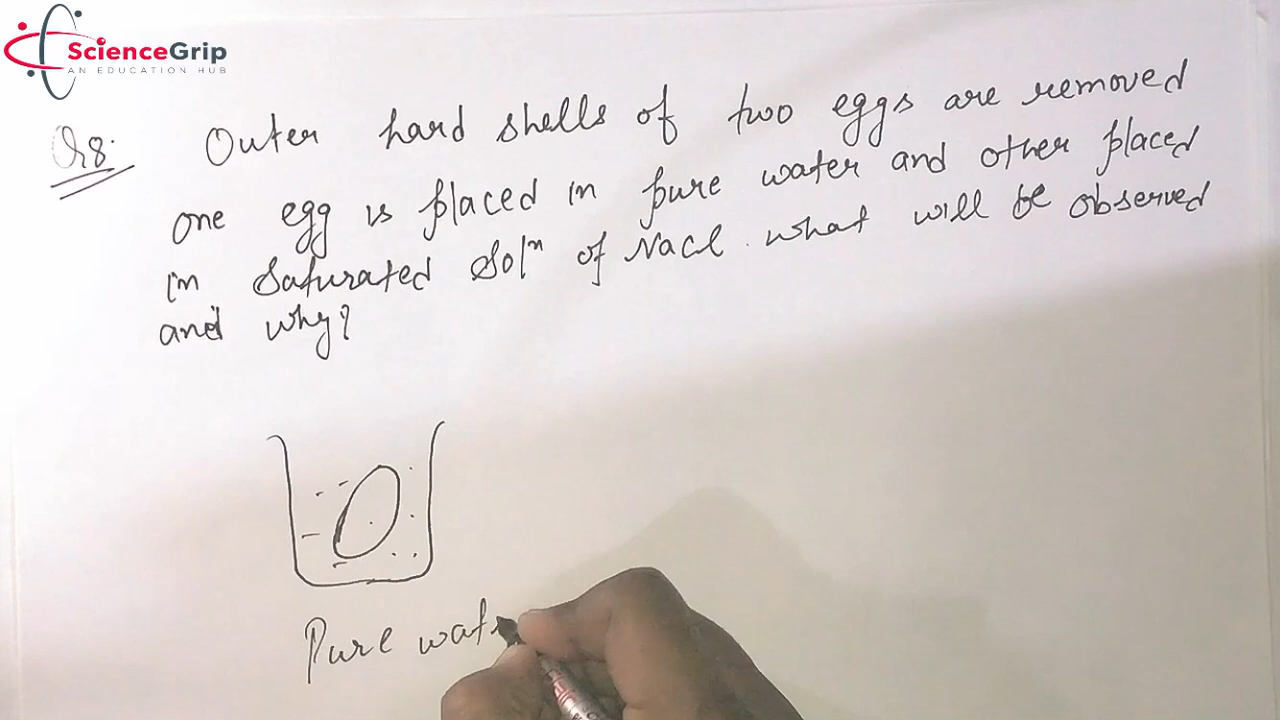 ScienceGrip
AN EDUCATION HUB
Q8. Outer hard shells of two eggs are removed
one egg is placed in pure water and other placed
in saturated Solⁿ of NaCl. what will be observed
and why?
Pure wat